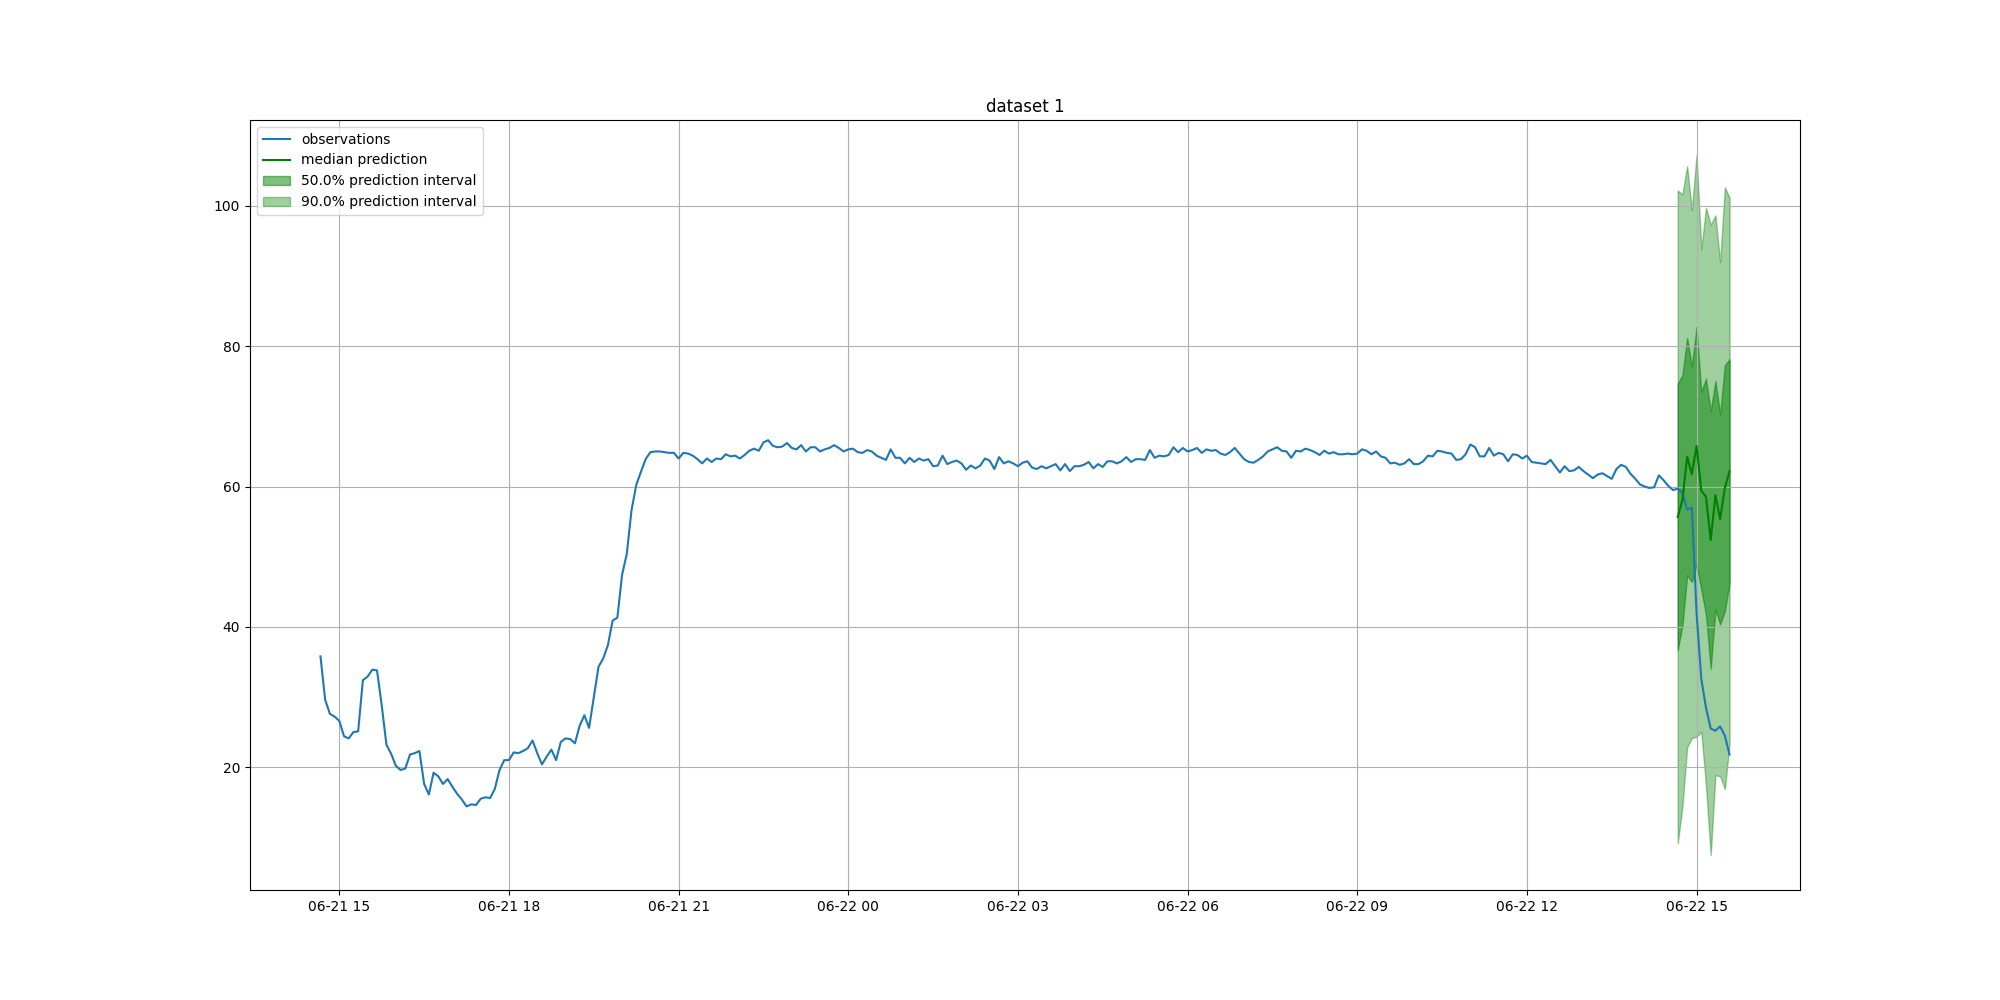 dataset 1
observations
median prediction
50.0% prediction interval
90.0% prediction interval
100
80
60
40
20
06-21 15
06-21 18
06-21 21
06-22 00
06-22 03
06-22 06
06-22 09
06-22 12
06-22 15